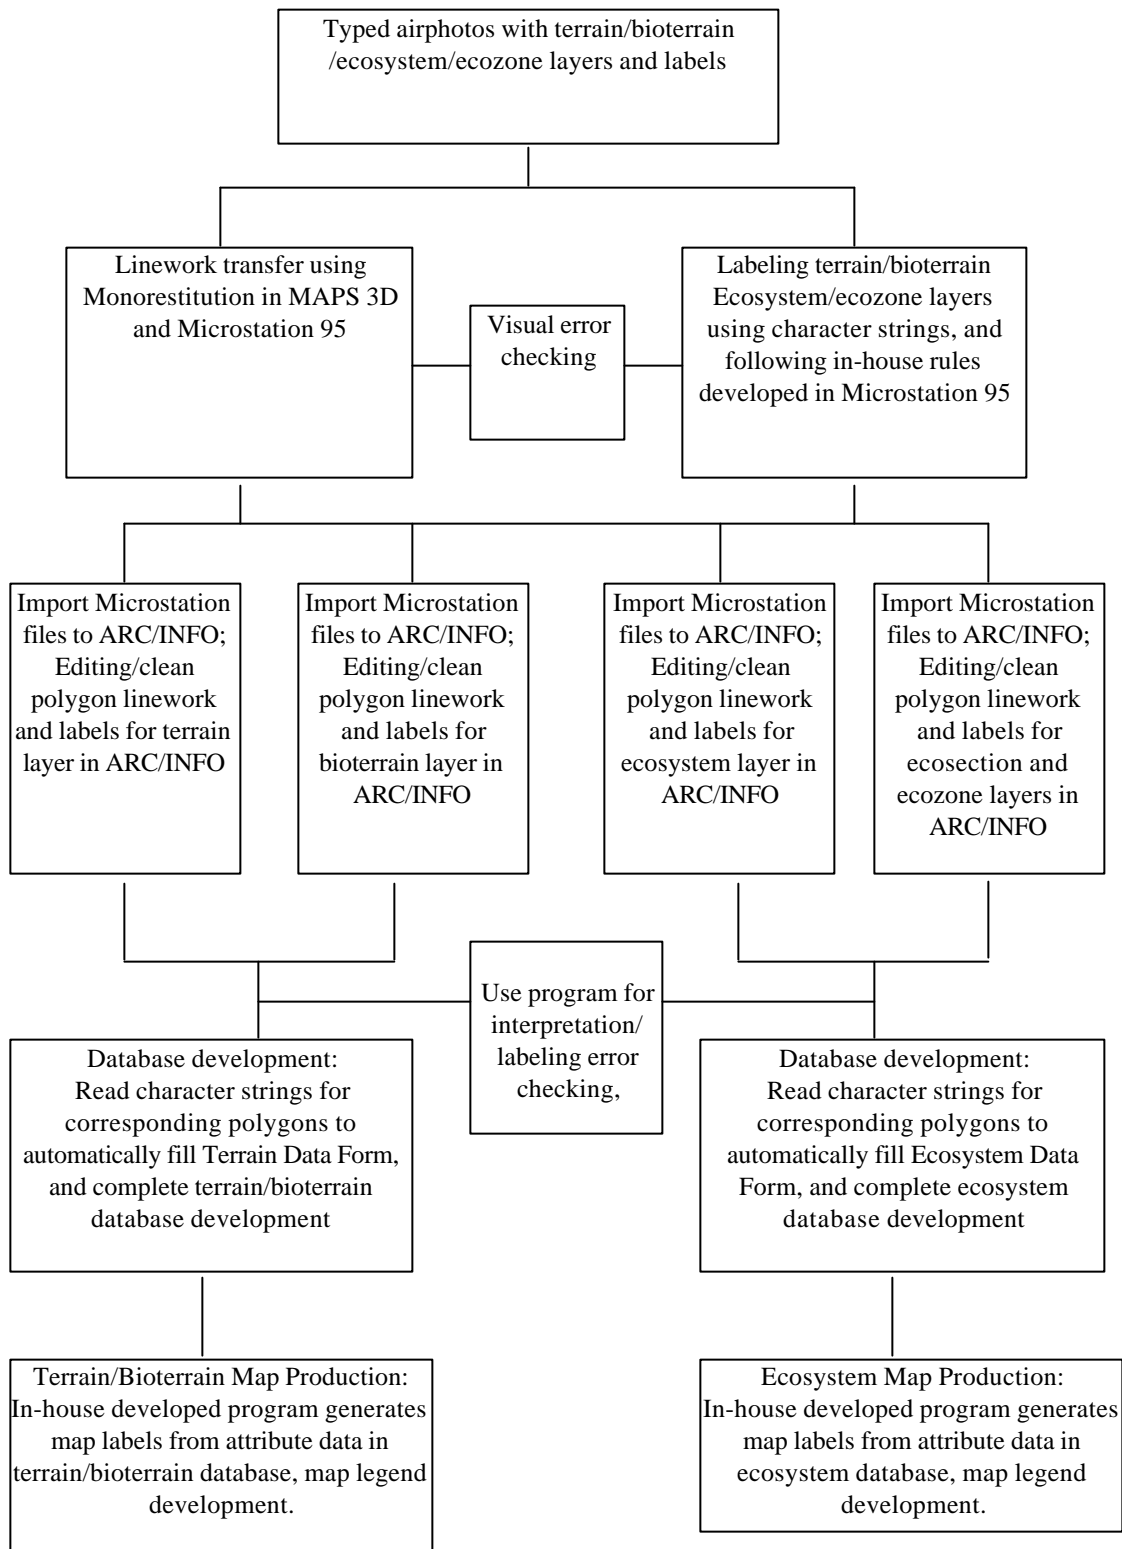 Typed airphotos with terrain/bioterrain
/ecosystem/ecozone layers and labels
Linework transfer using
Monorestitution in MAPS 3D
and Microstation 95
Visual error
checking
Labeling terrain/bioterrain
Ecosystem/ecozone layers
using character strings, and
following in-house rules
developed in Microstation 95
Import Microstation
files to ARC/INFO;
Editing/clean
polygon linework
and labels for terrain
layer in ARC/INFO
Import Microstation
files to ARC/INFO;
Editing/clean
polygon linework
and labels for
bioterrain layer in
ARC/INFO
Import Microstation
files to ARC/INFO;
Editing/clean
polygon linework
and labels for
ecosystem layer in
ARC/INFO
Import Microstation
files to ARC/INFO;
Editing/clean
polygon linework
and labels for
ecosection and
ecozone layers in
ARC/INFO
Use program for
interpretation/
labeling error
checking,
Database development:
Read character strings for
corresponding polygons to
automatically fill Terrain Data Form,
and complete terrain/bioterrain
database development
Database development:
Read character strings for
corresponding polygons to
automatically fill Ecosystem Data
Form, and complete ecosystem
database development
Terrain/Bioterrain Map Production:
In-house developed program generates
map labels from attribute data in
terrain/bioterrain database, map legend
development.
Ecosystem Map Production:
In-house developed program generates
map labels from attribute data in
ecosystem database, map legend
development.